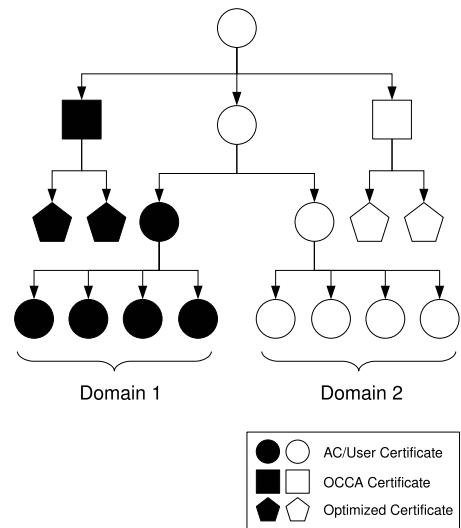 Domain 1
Domain 2
AC/User Certificate
OCCA Certificate
Optimized Certificate